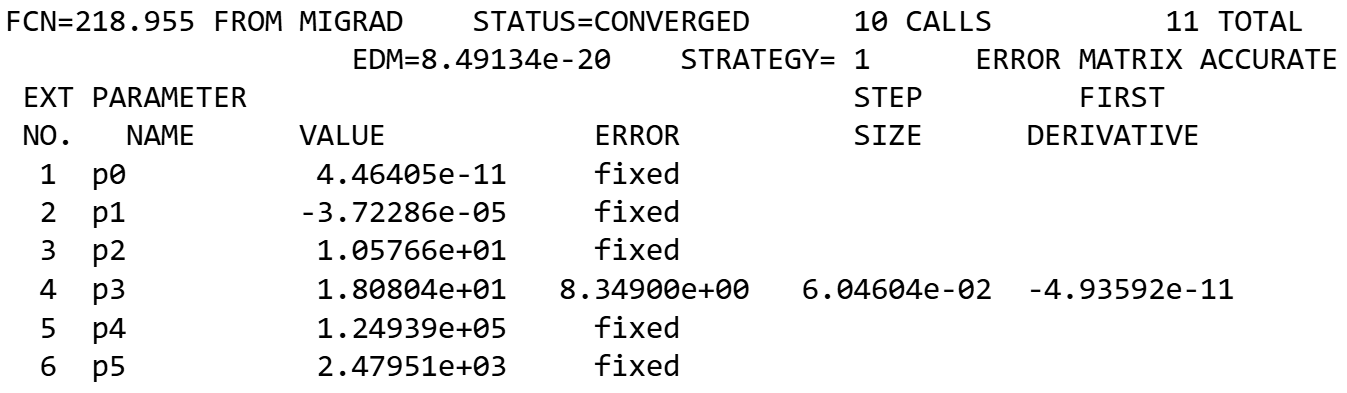 FCN=218.955 FROM MIGRAD    STATUS=CONVERGED      10 CALLS          11 TOTAL
                    EDM=8.49134e-20    STRATEGY= 1      ERROR MATRIX ACCURATE
 EXT PARAMETER                                   STEP         FIRST
 NO.   NAME      VALUE            ERROR          SIZE      DERIVATIVE
  1  p0           4.46405e-11     fixed
  2  p1          -3.72286e-05     fixed
  3  p2           1.05766e+01     fixed
  4  p3           1.80804e+01   8.34900e+00   6.04604e-02  -4.93592e-11
  5  p4           1.24939e+05     fixed
  6  p5           2.47951e+03     fixed